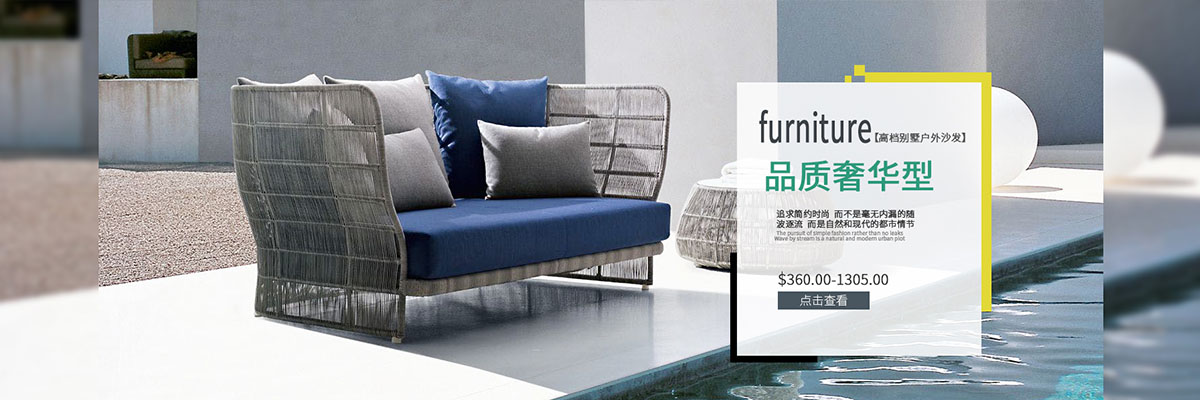 furniture【高档别墅户外沙发】
品质奢华型
追求简约时尚 而不是毫无内漏的随
波逐流 而是自然和现代的都市情节
The pursuit of simple fashion rather than no leaks
Wave by stream is a natural and modern urban plot
$360.00-1305.00
点击查看